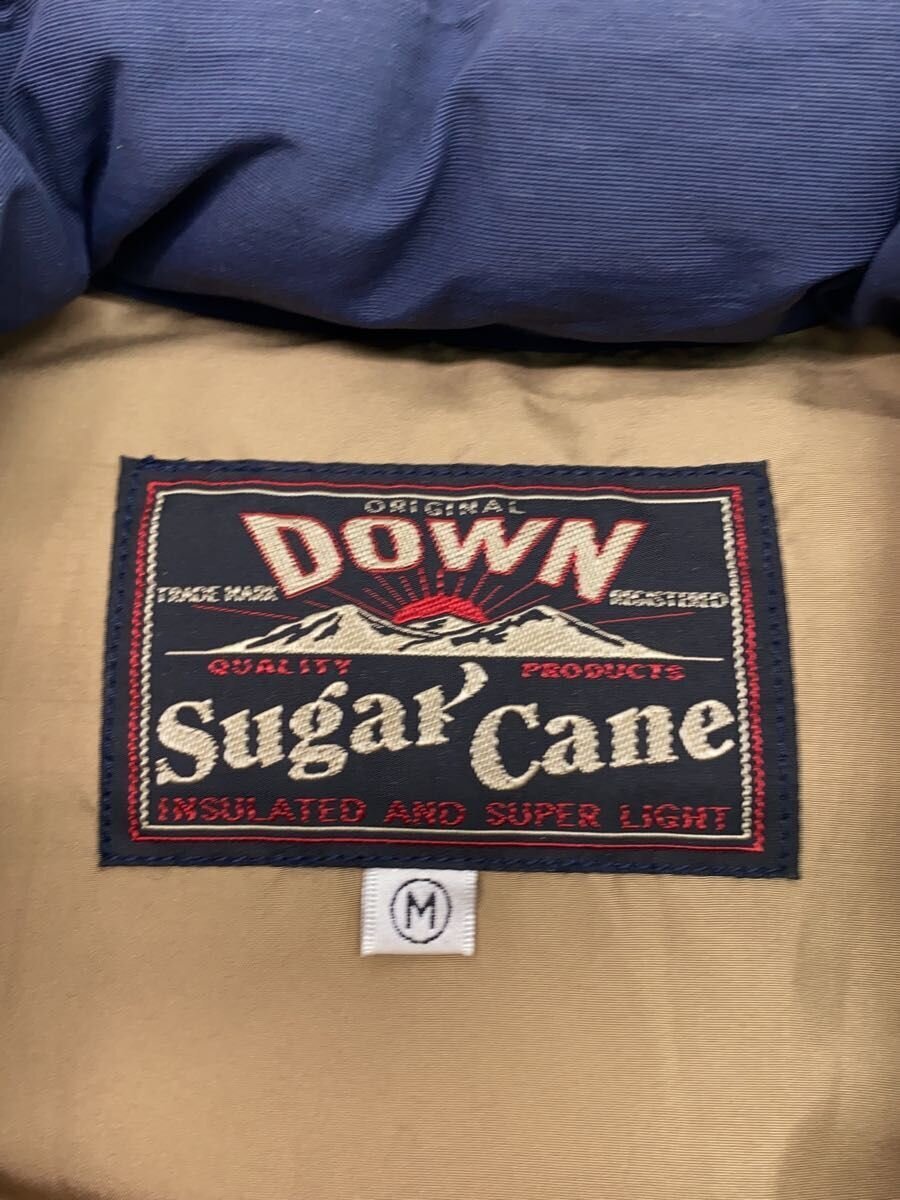 ORIGINAL
DOWN
TRADE MARK REGISTERED
QUALITY PRODUCTS
Sugar Cane
INSULATED AND SUPER LIGHT
M